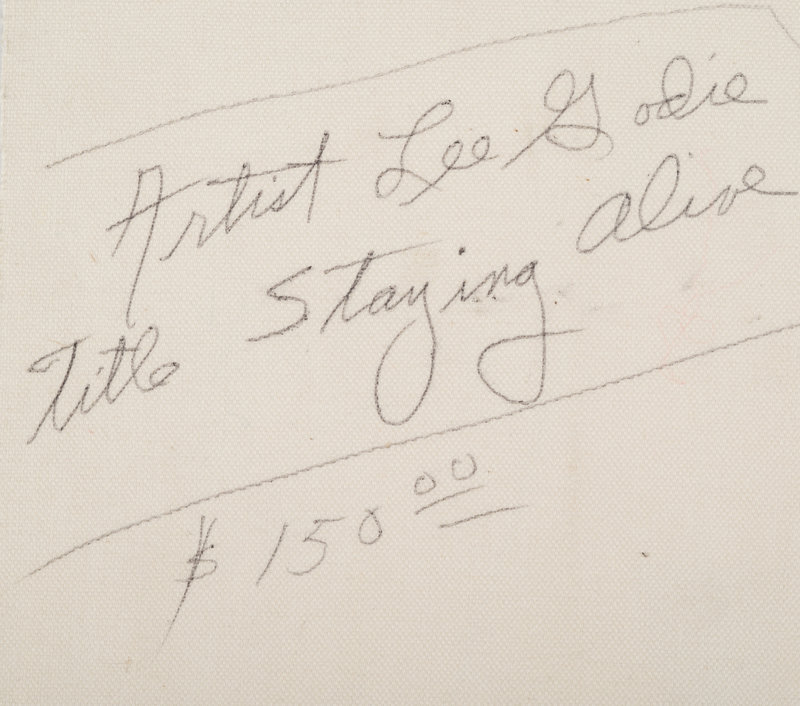 Artist Lee Godie
Title Staying alive
$ 150 00